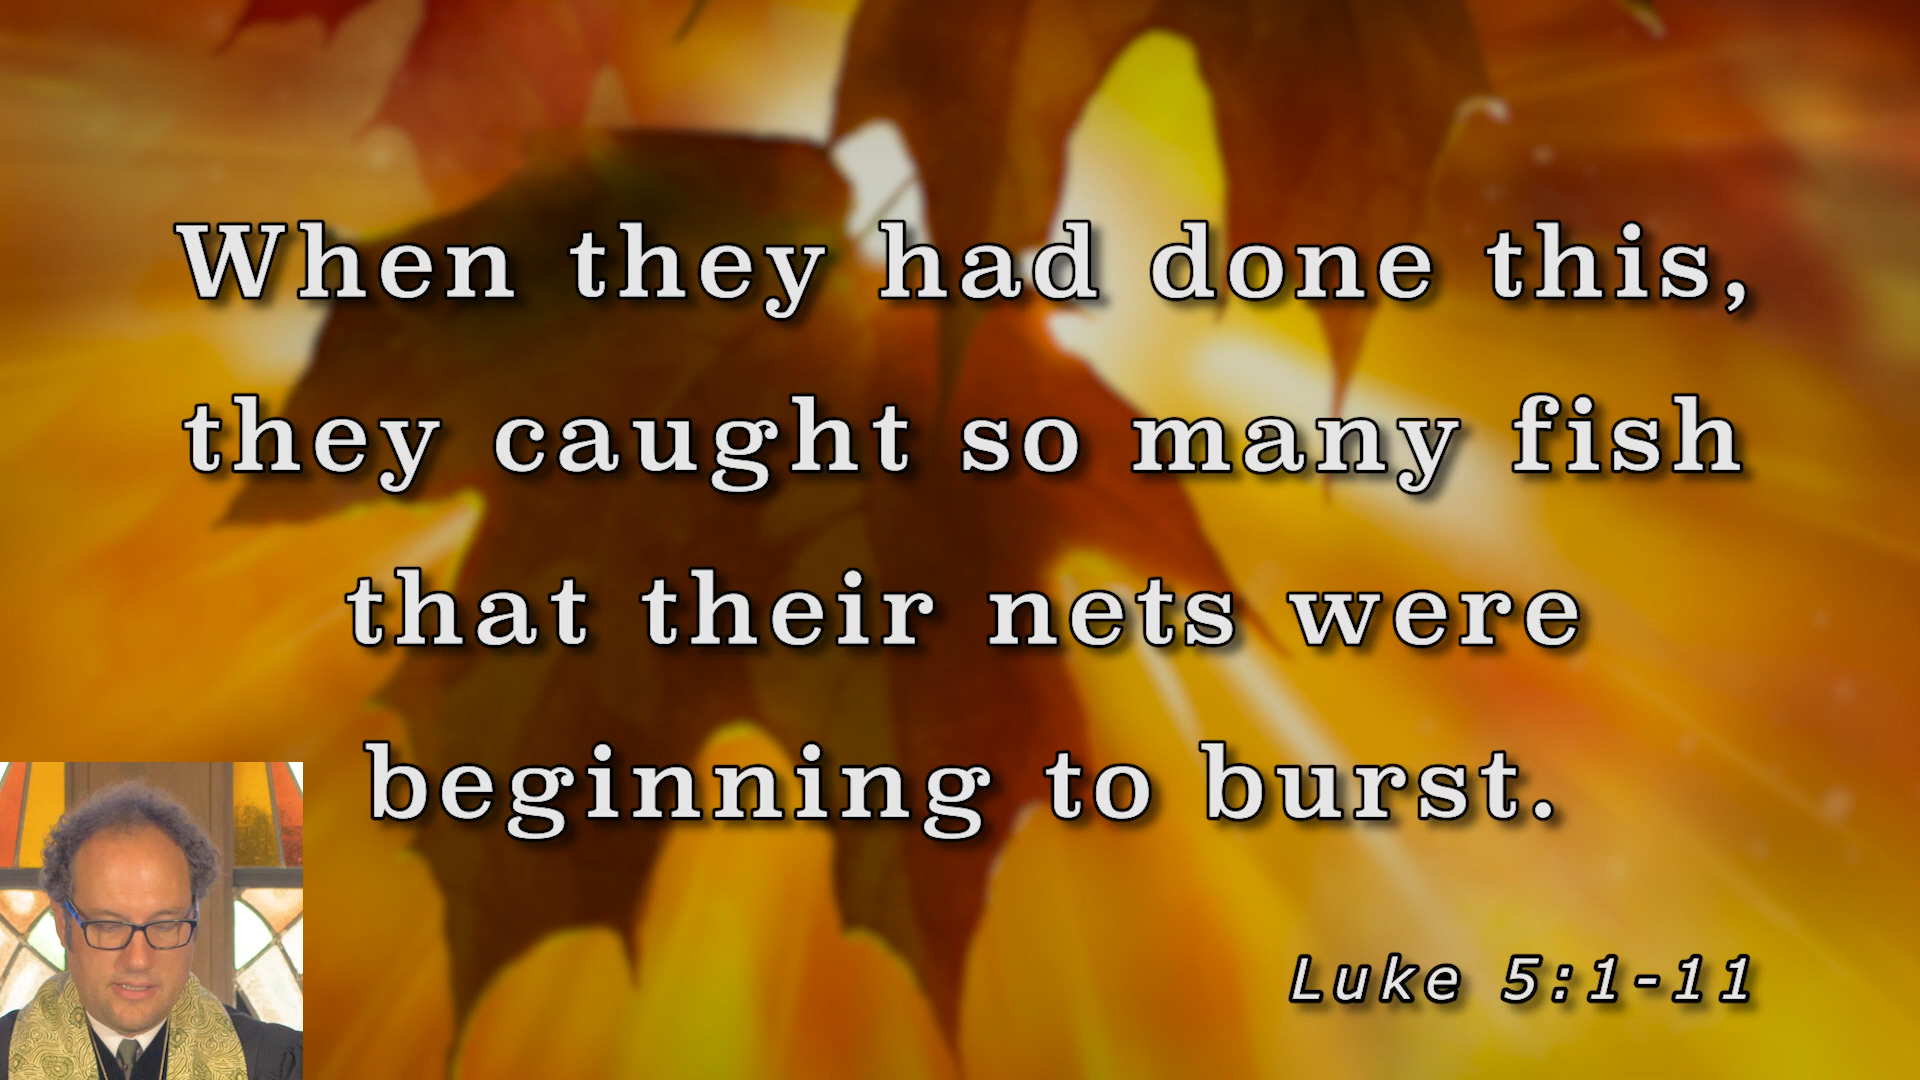 When they had done this,
they caught so many fish
that their nets were
beginning to burst.
Luke 5:1-11